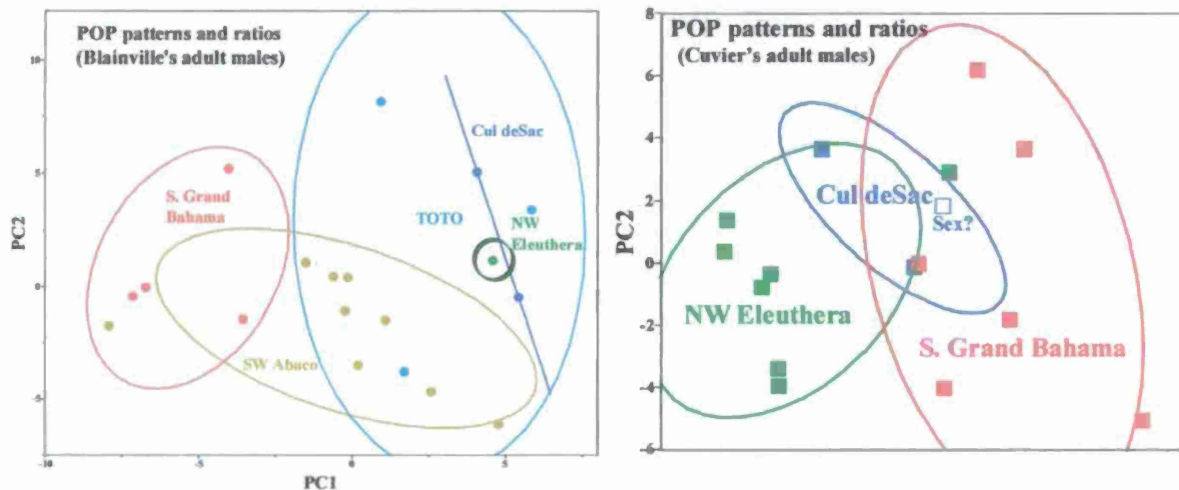 POP patterns and ratios
(Blainville's adult males)
10
5
0
-5
PC2
-10
-5
0
5
PC1
S. Grand
Bahama
Cul deSac
TOTO
NW
Eleuthera
SW Abaco
POP patterns and ratios
(Cuvier's adult males)
8
6
4
2
0
-2
-4
-6
PC2
Cul deSac
Sex?
NW Eleuthera
S. Grand Bahama